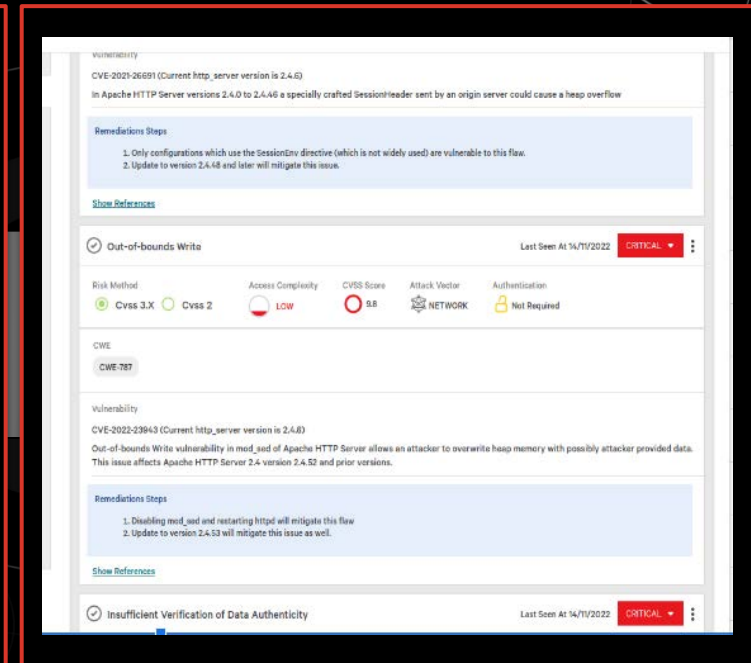 Vulnerability
CVE-2021-26691 (Current http_server version is 2.4.6)
In Apache HTTP Server versions 2.4.0 to 2.4.46 a specially crafted SessionHeader sent by an origin server could cause a heap overflow
Remediations Steps
1. Only configurations which use the SessionEnv directive (which is not widely used) are vulnerable to this flaw.
2. Update to version 2.4.48 and later will mitigate this issue.
Show References
Out-of-bounds Write Last Seen At 14/11/2022 CRITICAL
Risk Method Access Complexity CVSS Score Attack Vector Authentication
Cvss 3.X Cvss 2 LOW 9.8 NETWORK Not Required
CWE
CWE-787
Vulnerability
CVE-2022-23943 (Current http_server version is 2.4.6)
Out-of-bounds Write vulnerability in mod_sed of Apache HTTP Server allows an attacker to overwrite heap memory with possibly attacker provided data.
This issue affects Apache HTTP Server 2.4 version 2.4.52 and prior versions.
Remediations Steps
1. Disabling mod_sed and restarting httpd will mitigate this flaw
2. Update to version 2.4.53 will mitigate this issue as well.
Show References
Insufficient Verification of Data Authenticity Last Seen At 14/11/2022 CRITICAL